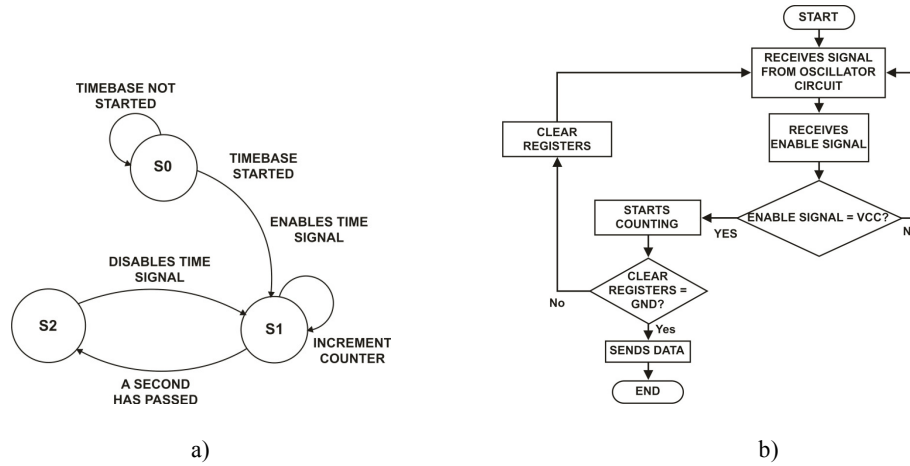 TIMEBASE NOT
STARTED
S0
TIMEBASE
STARTED
ENABLES TIME
SIGNAL
DISABLES TIME
SIGNAL
S2
S1
INCREMENT
COUNTER
A SECOND
HAS PASSED
a)
START
RECEIVES SIGNAL
FROM OSCILLATOR
CIRCUIT
CLEAR
REGISTERS
RECEIVES
ENABLE SIGNAL
ENABLE SIGNAL = VCC?
YES
N
STARTS
COUNTING
CLEAR
REGISTERS =
GND?
No
Yes
SENDS DATA
END
b)